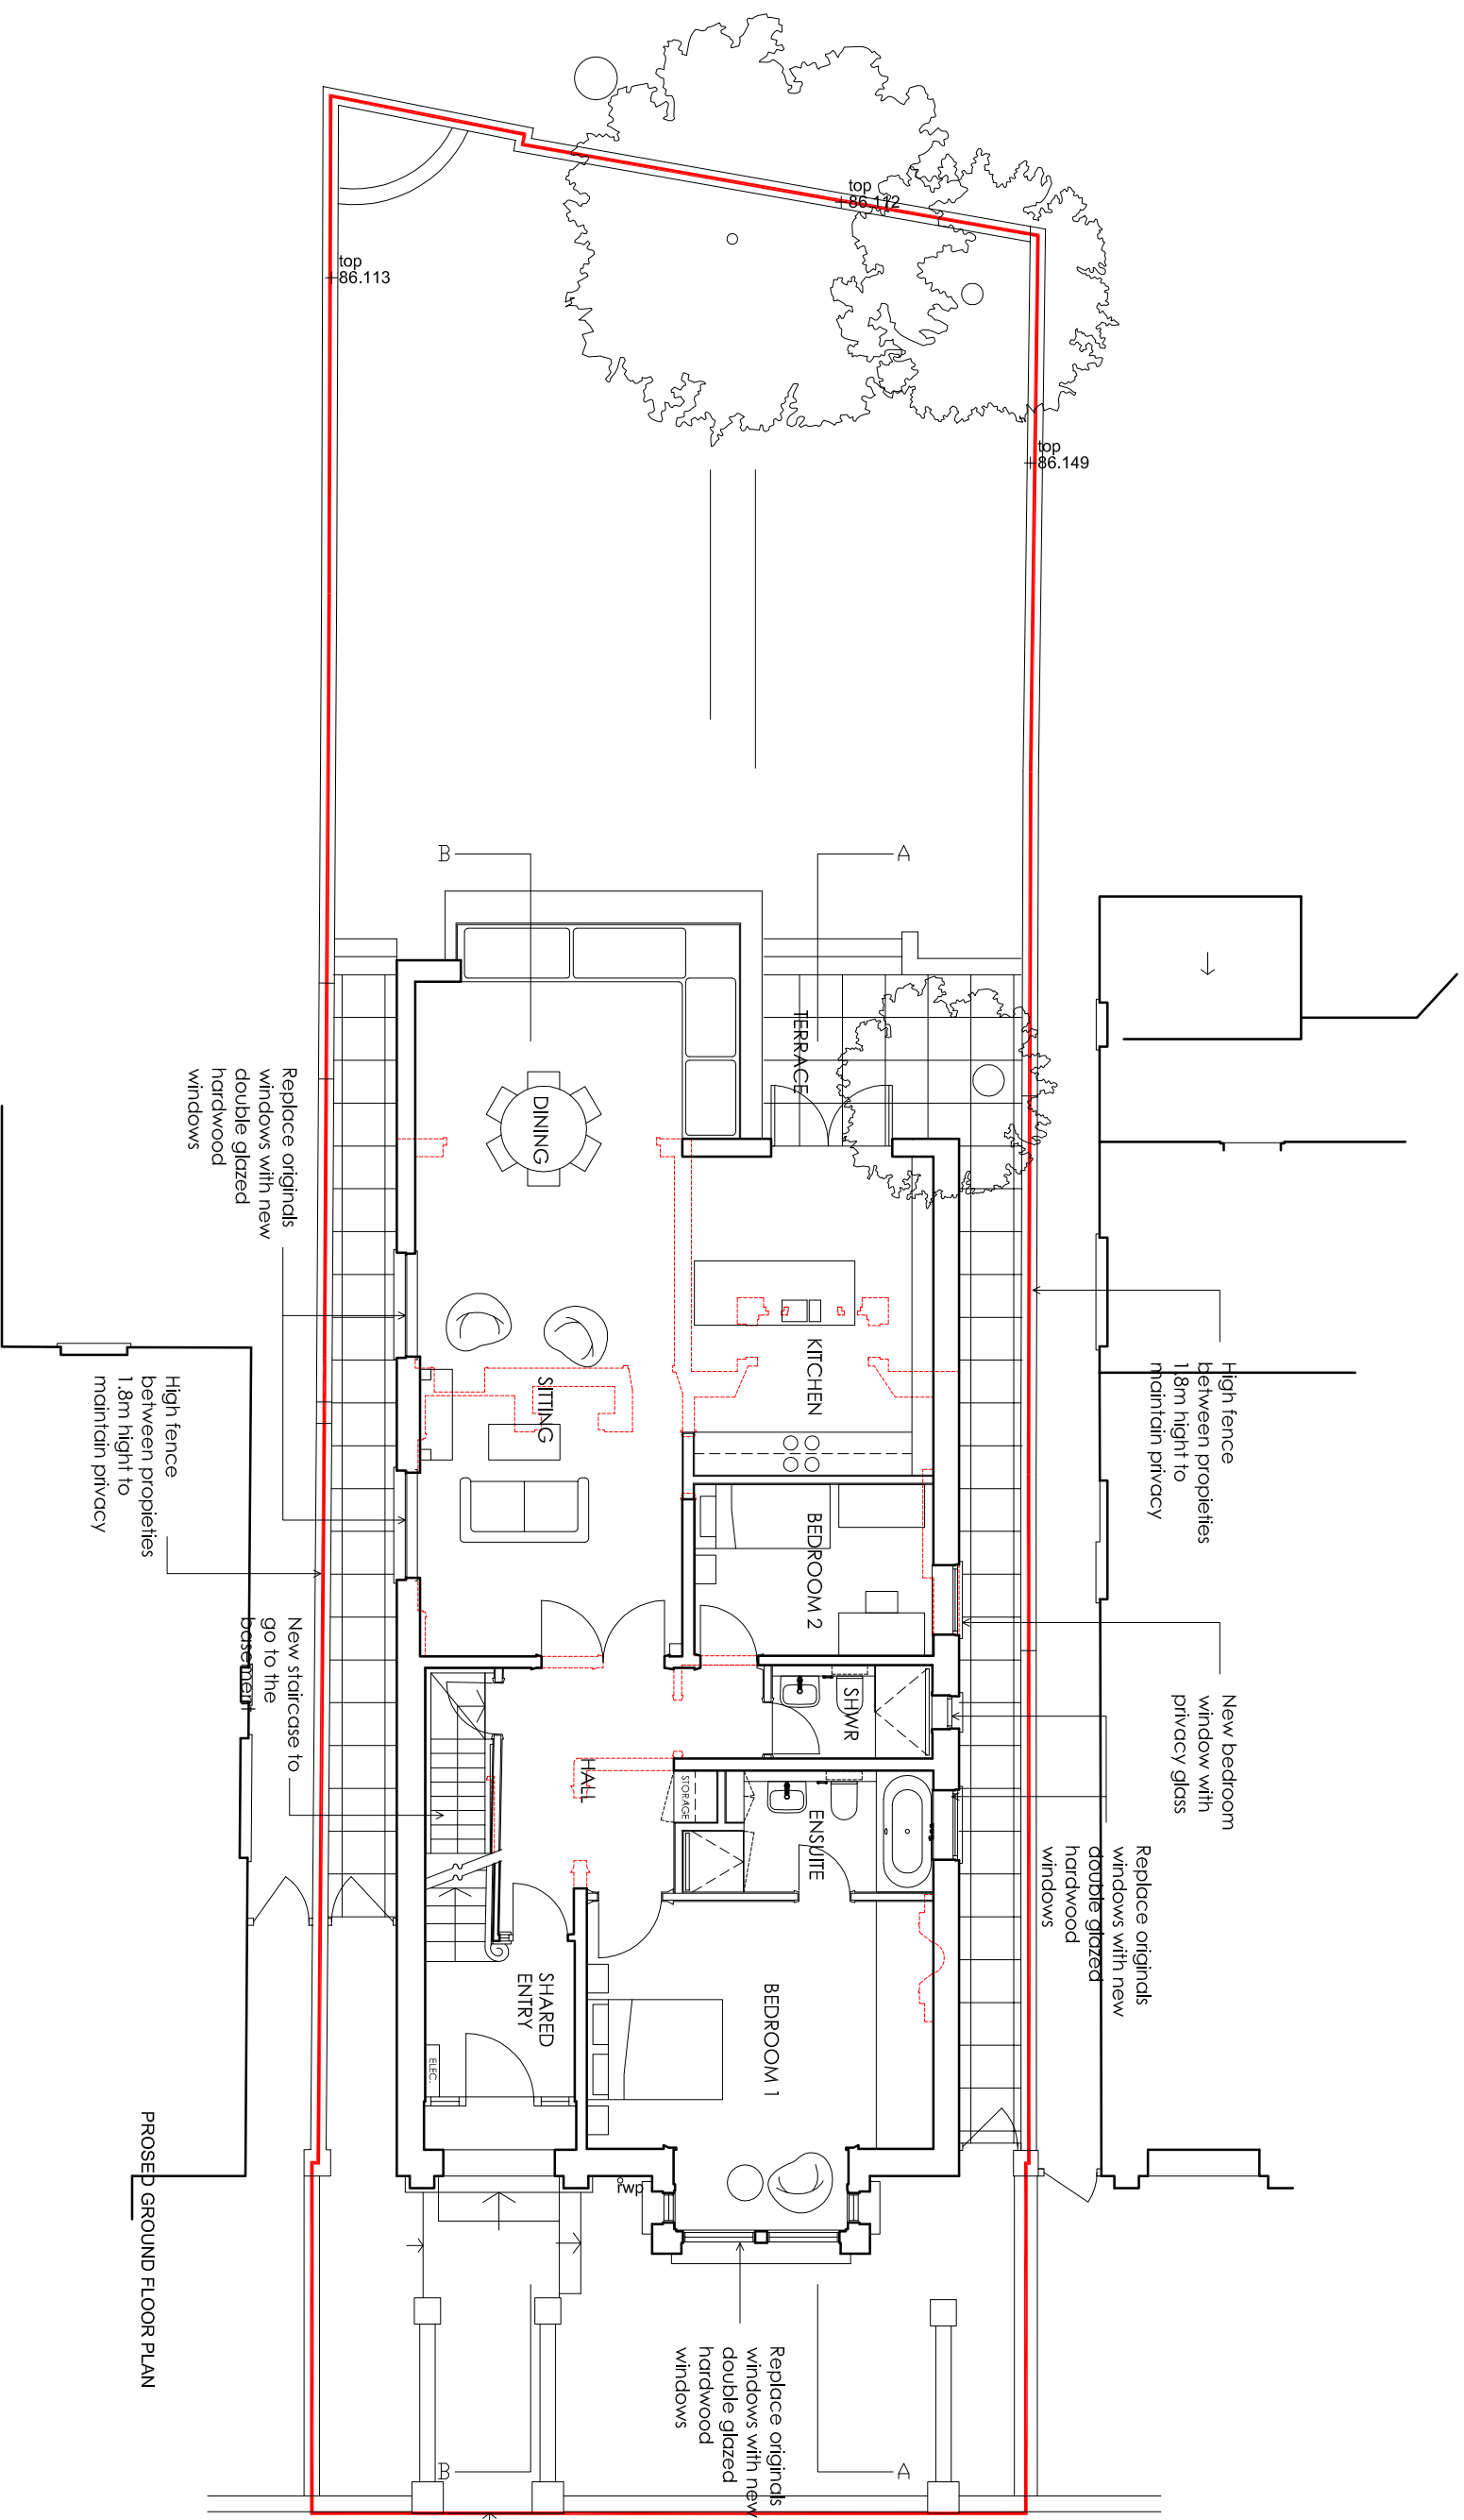 top
86.112
top
86.113
top
86.149
B
A
TERRACE
DINING
Replace originals
windows with new
double glazed
hardwood
windows
KITCHEN
SITTING
High fence
between propieties
1.8m hight to
maintain privacy
High fence
between propieties
1.8m hight to
maintain privacy
BEDROOM 2
New staircase to
go to the
basement
SHWR
New bedroom
window with
privacy glass
HALL
STORAGE
ENSUITE
Replace originals
windows with new
double glazed
hardwood
windows
SHARED
ENTRY
BEDROOM 1
ELEC.
rwp
PROSED GROUND FLOOR PLAN
Replace originals
windows with new
double glazed
hardwood
windows
B
A